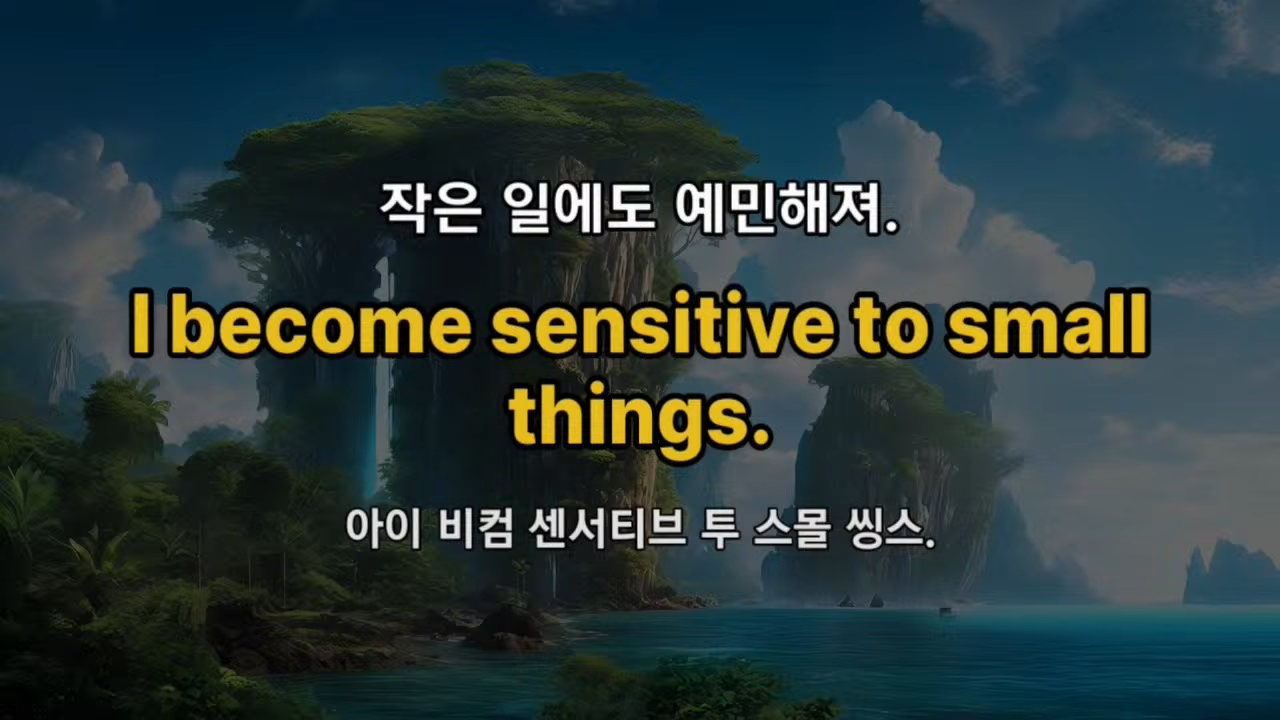 작은 일에도 예민해져.
I become sensitive to small
things.
아이 비컴 센서티브 투 스몰 씽스.